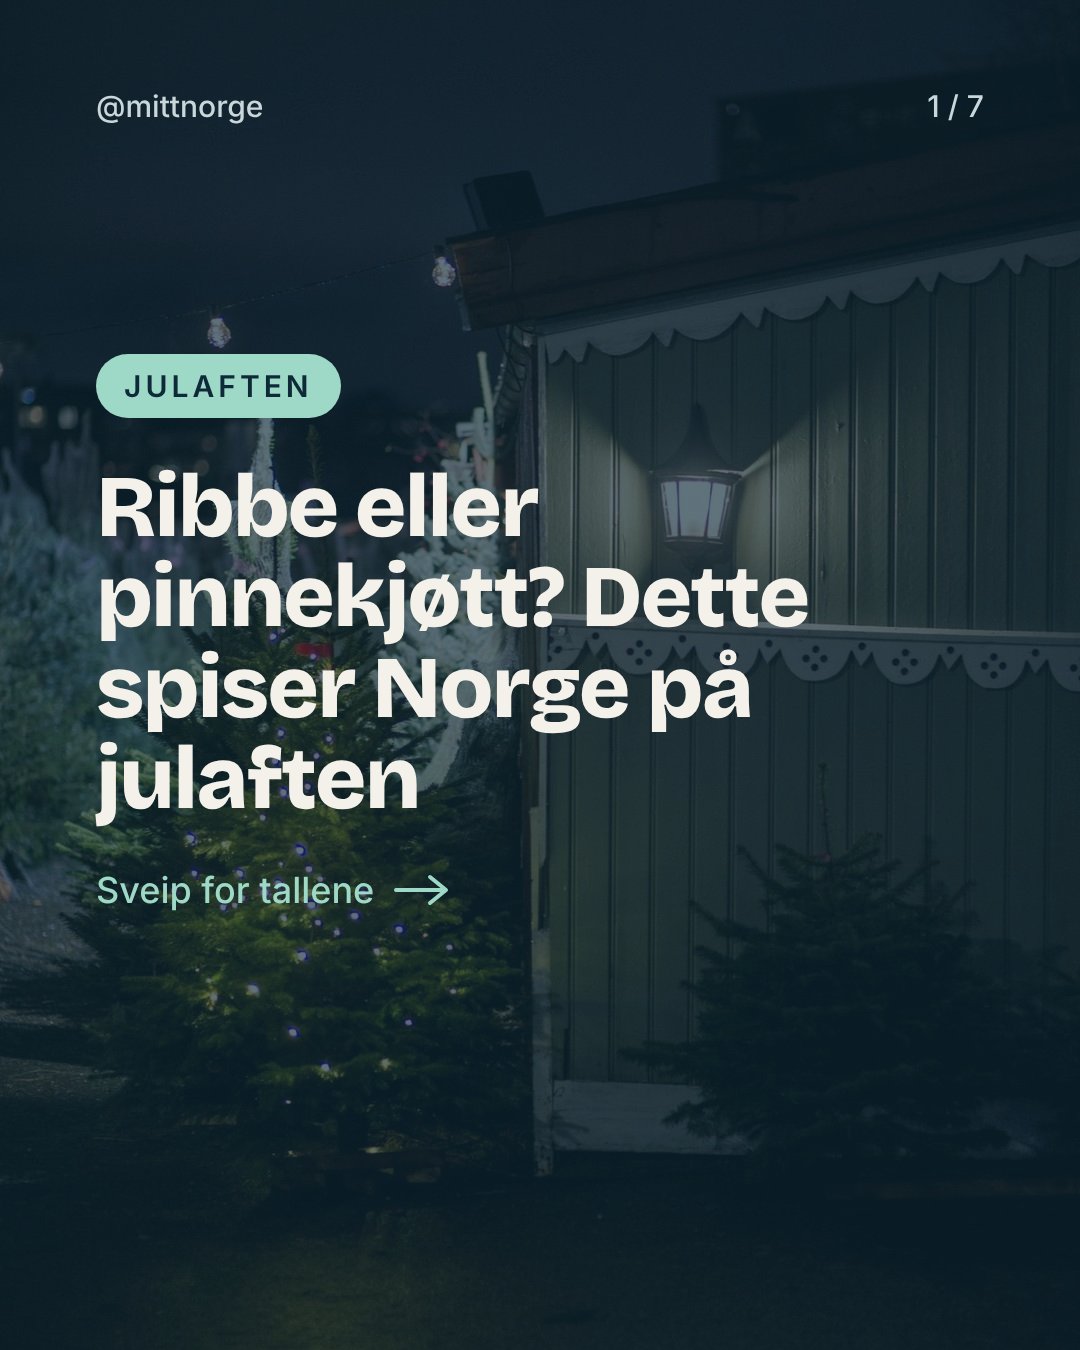 @mittnorge
1 / 7
JULAFTEN
Ribbe eller
pinnekjøtt? Dette
spiser Norge på
julaften
Sveip for tallene →